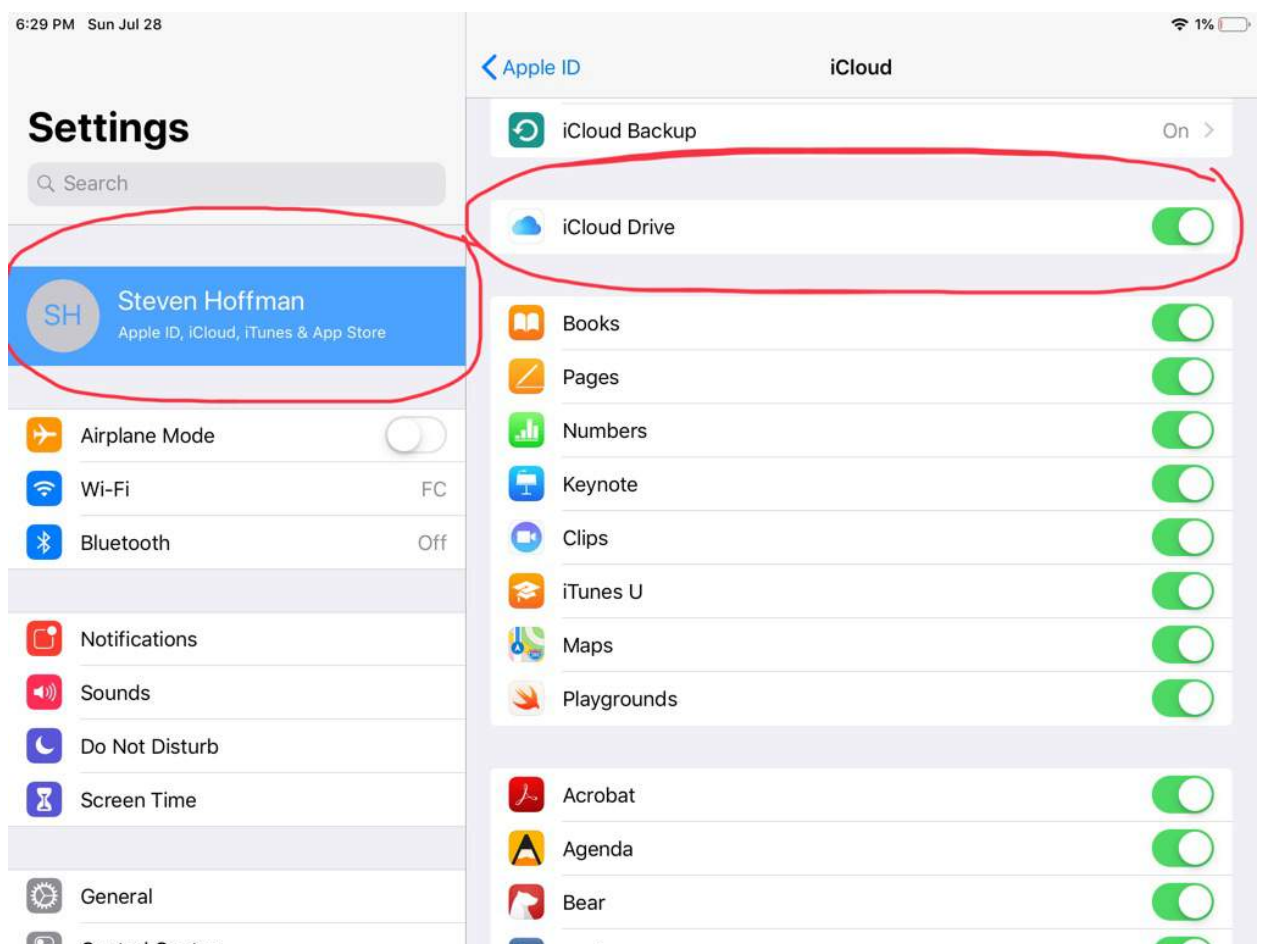 6:29 PM Sun Jul 28
1%
Settings
Search
SH
Steven Hoffman
Apple ID, iCloud, iTunes & App Store
Airplane Mode
Wi-Fi FC
Bluetooth Off
Notifications
Sounds
Do Not Disturb
Screen Time
General
Apple ID
iCloud
iCloud Backup On
iCloud Drive
Books
Pages
Numbers
Keynote
Clips
iTunes U
Maps
Playgrounds
Acrobat
Agenda
Bear